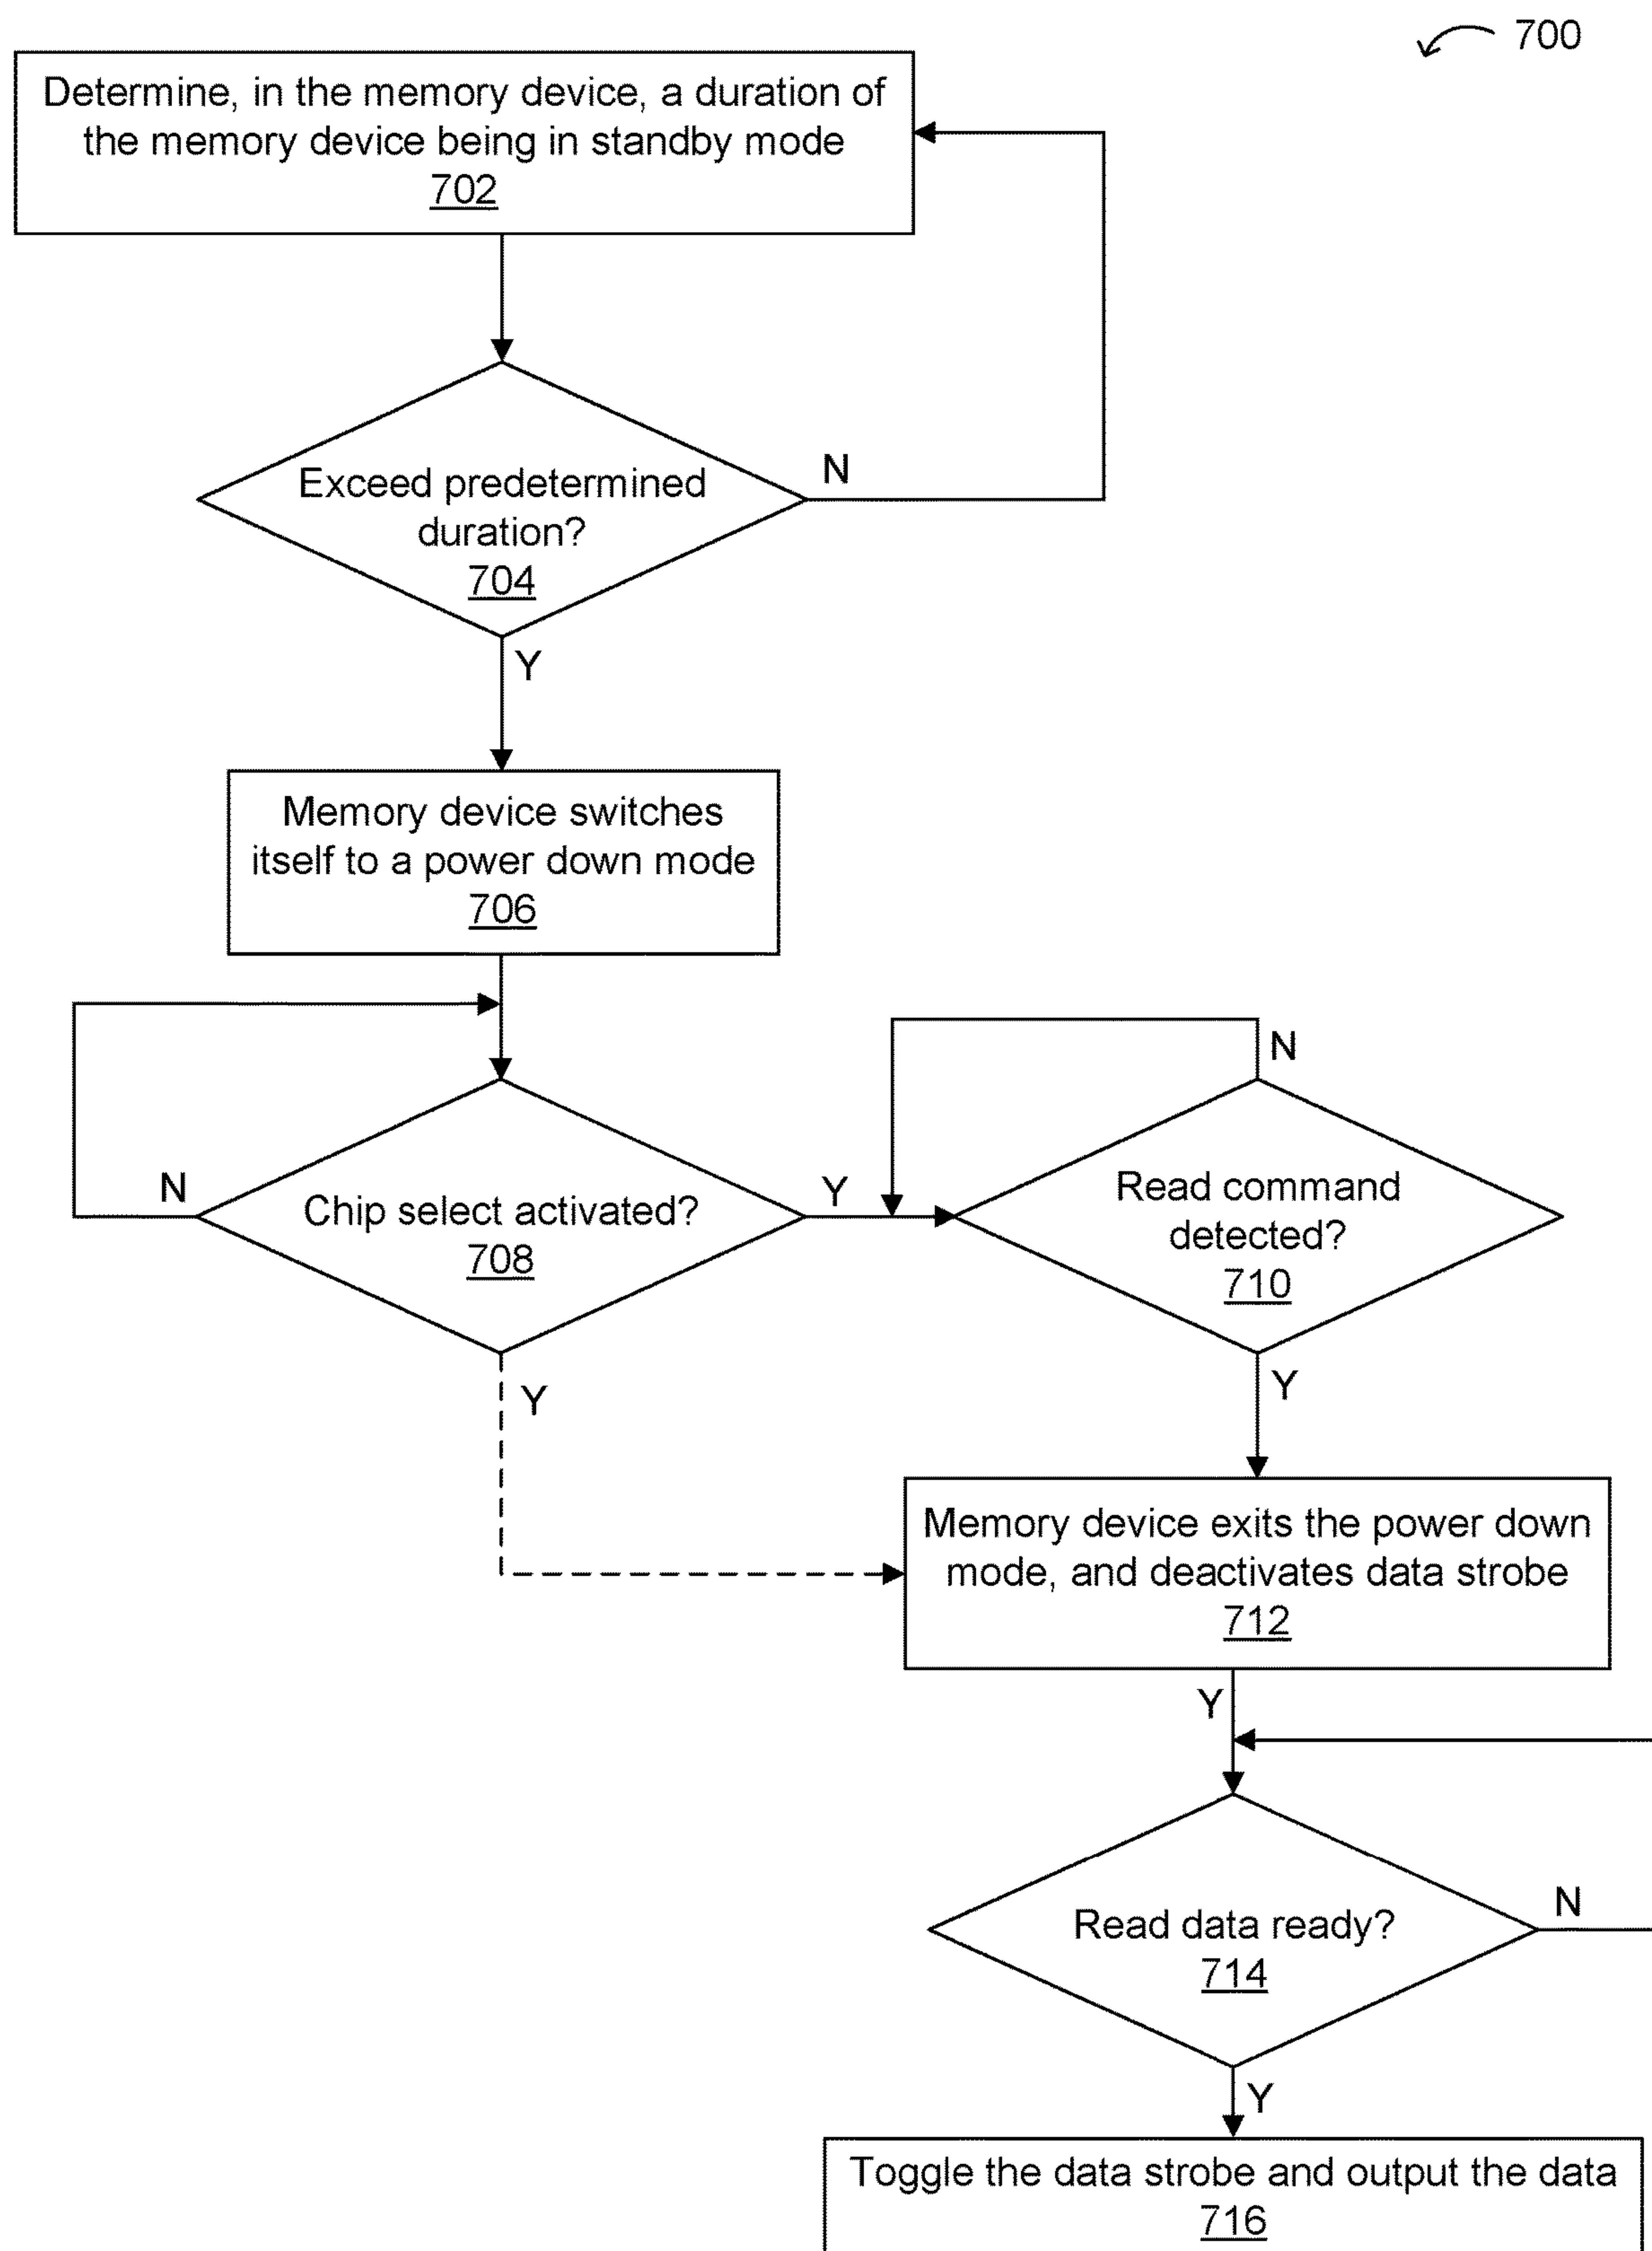 700
Determine, in the memory device, a duration of
the memory device being in standby mode
702
Exceed predetermined
duration?
704
N
Y
Memory device switches
itself to a power down mode
706
N
Chip select activated?
708
Y
Y
N
Read command
detected?
710
Y
Memory device exits the power down
mode, and deactivates data strobe
712
Y
Read data ready?
714
N
Y
Toggle the data strobe and output the data
716